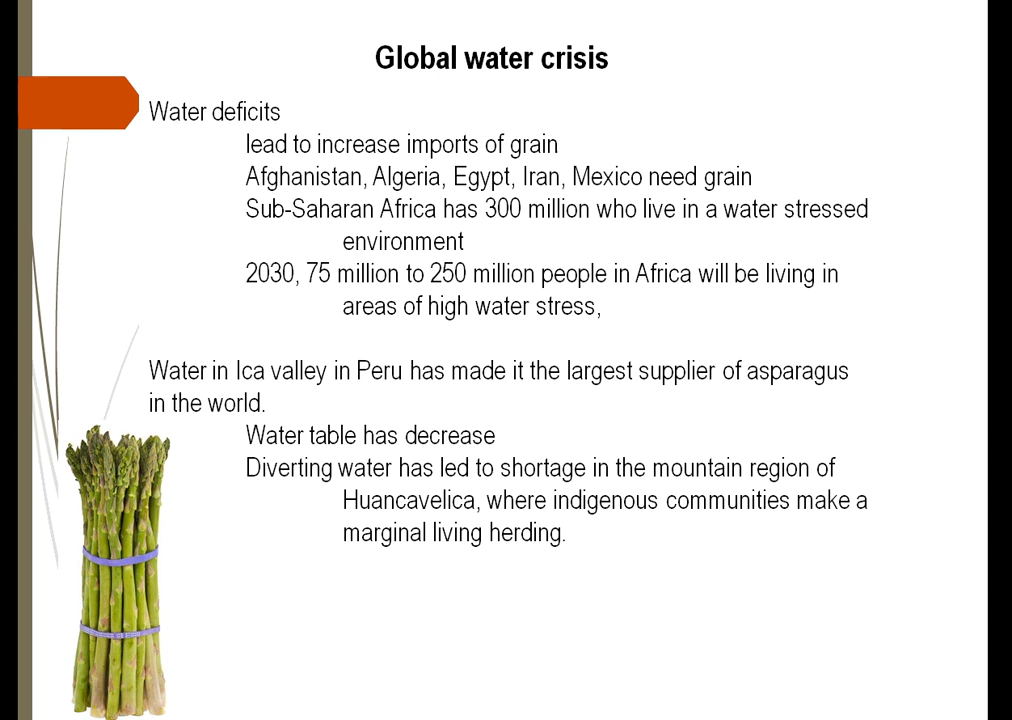 Global water crisis
Water deficits
lead to increase imports of grain
Afghanistan, Algeria, Egypt, Iran, Mexico need grain
Sub-Saharan Africa has 300 million who live in a water stressed
environment
2030, 75 million to 250 million people in Africa will be living in
areas of high water stress,
Water in Ica valley in Peru has made it the largest supplier of asparagus
in the world.
Water table has decrease
Diverting water has led to shortage in the mountain region of
Huancavelica, where indigenous communities make a
marginal living herding.